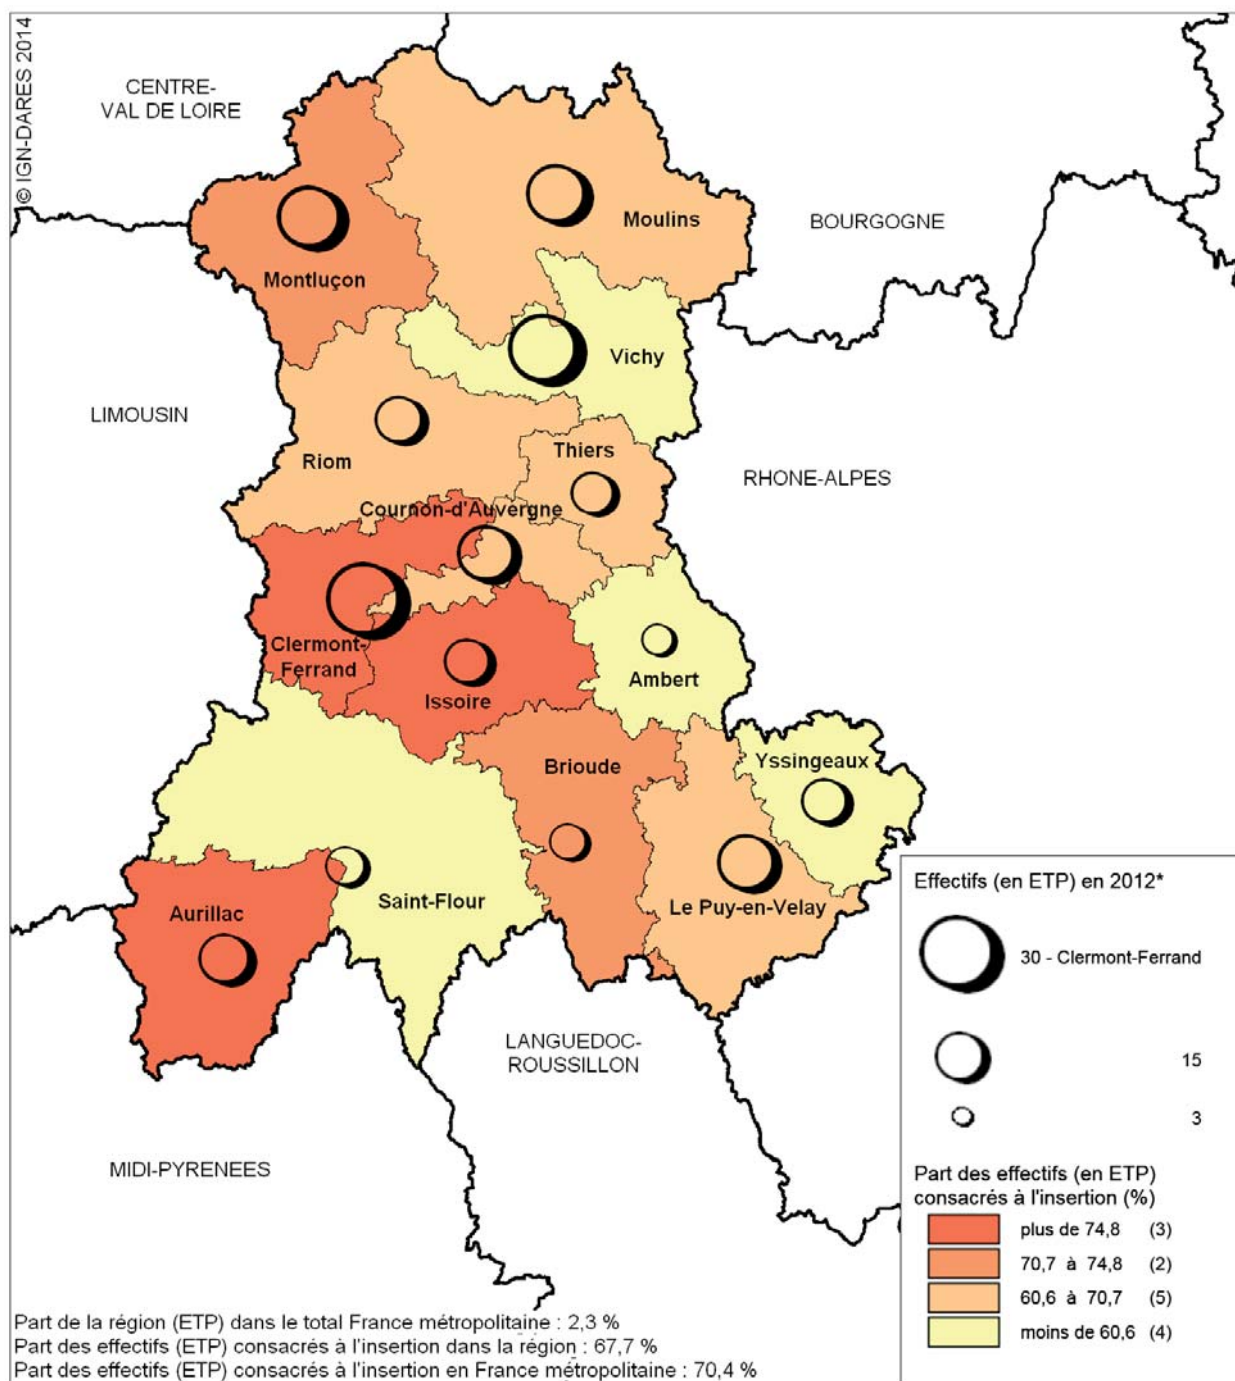 © IGN-DARES 2014
CENTRE-
VAL DE LOIRE
BOURGOGNE
Moulins
Montluçon
Vichy
LIMOUSIN
Riom
Thiers
RHONE-ALPES
Cournon-d'Auvergne
Clermont-
Ferrand
Issoire
Ambert
Brioude
Yssingeaux
Saint-Flour
Aurillac
Le Puy-en-Velay
LANGUEDOC-
ROUSSILLON
MIDI-PYRENEES
Effectifs (en ETP) en 2012*
30 - Clermont-Ferrand
15
3
Part des effectifs (en ETP)
consacrés à l'insertion (%)
plus de 74,8 (3)
70,7 à 74,8 (2)
60,6 à 70,7 (5)
moins de 60,6 (4)
Part de la région (ETP) dans le total France métropolitaine : 2,3 %
Part des effectifs (ETP) consacrés à l'insertion dans la région : 67,7 %
Part des effectifs (ETP) consacrés à l'insertion en France métropolitaine : 70,4 %